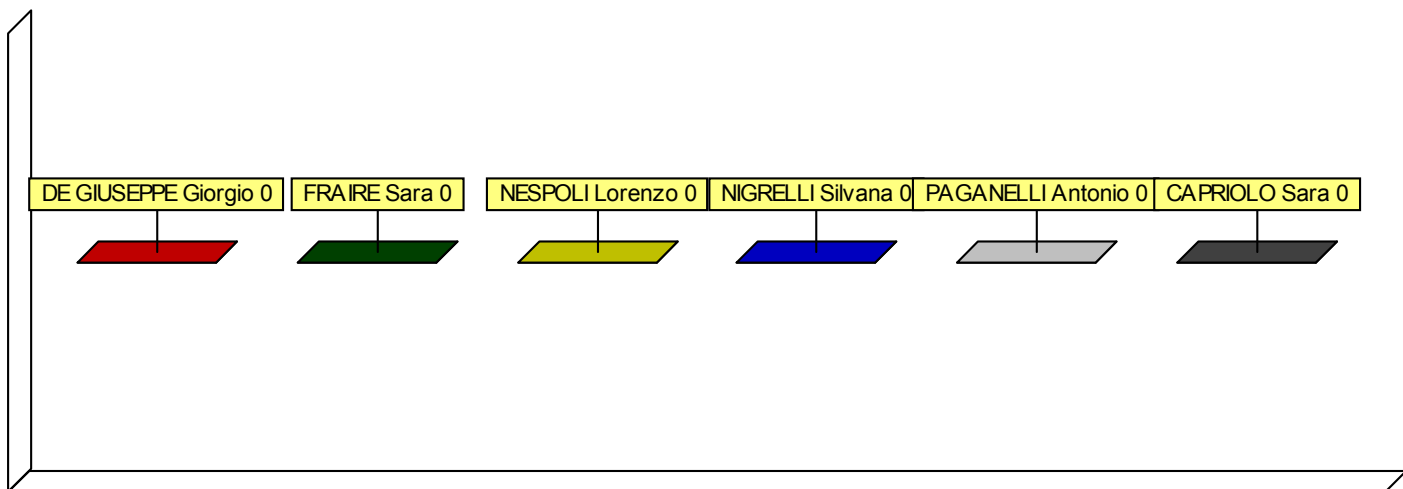 DE GIUSEPPE Giorgio 0
FRAIRE Sara 0
NESPOLI Lorenzo 0
NIGRELLI Silvana 0
PAGANELLI Antonio 0
CAPRIOLO Sara 0